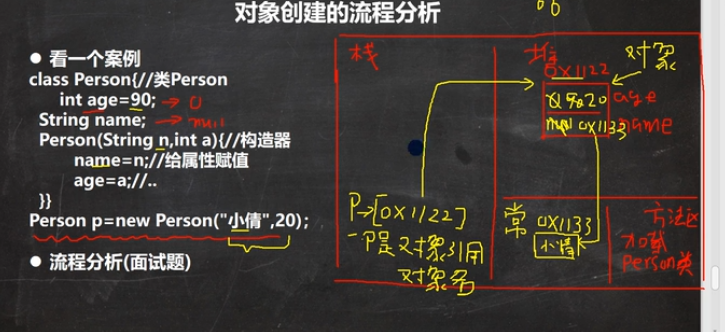 对象创建的流程分析
● 看一个案例
class Person{//类Person
int age=90; → 0
String name; → null
Person(String n,int a){//构造器
name=n;//给属性赋值
age=a;//..
}}
Person p=new Person("小倩",20);
● 流程分析(面试题)
栈
P→[0X1122]
P是对象引用
对象名
堆
对象
0X1122
0 90 20 age
null 0X1133 name
常
0X1133
小倩
方法区
加载
Person类